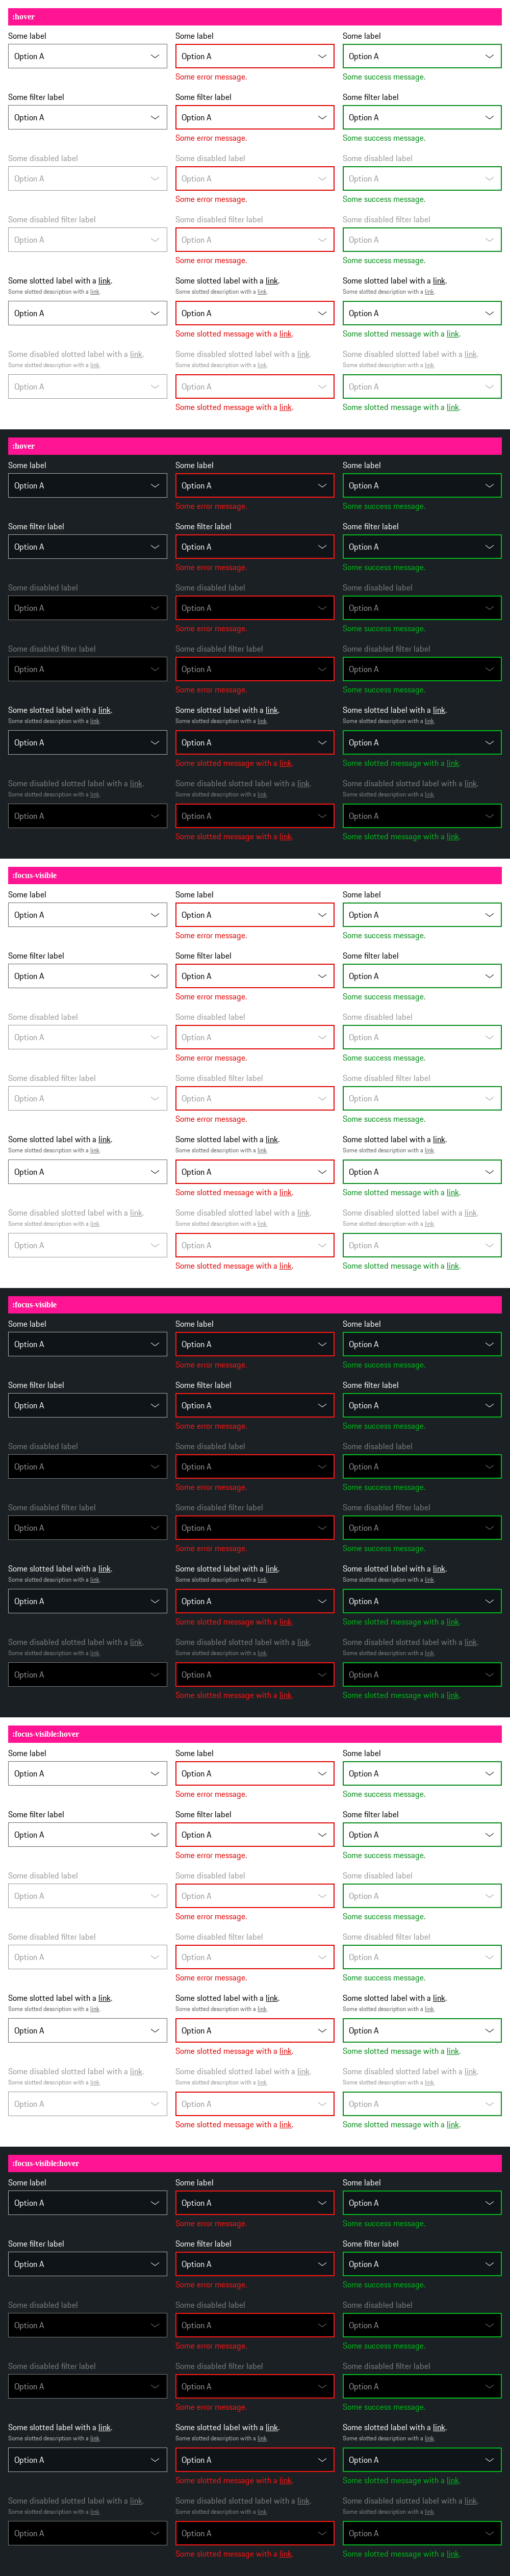 :hover
Some label Some label Some label
Option A Option A Option A
Some error message. Some success message.
Some filter label Some filter label Some filter label
Option A Option A Option A
Some error message. Some success message.
Some disabled label Some disabled label Some disabled label
Option A Option A Option A
Some error message. Some success message.
Some disabled filter label Some disabled filter label Some disabled filter label
Option A Option A Option A
Some error message. Some success message.
Some slotted label with a link. Some slotted label with a link. Some slotted label with a link.
Some slotted description with a link. Some slotted description with a link. Some slotted description with a link.
Option A Option A Option A
Some slotted message with a link. Some slotted message with a link.
Some disabled slotted label with a link. Some disabled slotted label with a link. Some disabled slotted label with a link.
Some slotted description with a link. Some slotted description with a link. Some slotted description with a link.
Option A Option A Option A
Some slotted message with a link. Some slotted message with a link.
:hover
Some label Some label Some label
Option A Option A Option A
Some error message. Some success message.
Some filter label Some filter label Some filter label
Option A Option A Option A
Some error message. Some success message.
Some disabled label Some disabled label Some disabled label
Option A Option A Option A
Some error message. Some success message.
Some disabled filter label Some disabled filter label Some disabled filter label
Option A Option A Option A
Some error message. Some success message.
Some slotted label with a link. Some slotted label with a link. Some slotted label with a link.
Some slotted description with a link. Some slotted description with a link. Some slotted description with a link.
Option A Option A Option A
Some slotted message with a link. Some slotted message with a link.
Some disabled slotted label with a link. Some disabled slotted label with a link. Some disabled slotted label with a link.
Some slotted description with a link. Some slotted description with a link. Some slotted description with a link.
Option A Option A Option A
Some slotted message with a link. Some slotted message with a link.
:focus-visible
Some label Some label Some label
Option A Option A Option A
Some error message. Some success message.
Some filter label Some filter label Some filter label
Option A Option A Option A
Some error message. Some success message.
Some disabled label Some disabled label Some disabled label
Option A Option A Option A
Some error message. Some success message.
Some disabled filter label Some disabled filter label Some disabled filter label
Option A Option A Option A
Some error message. Some success message.
Some slotted label with a link. Some slotted label with a link. Some slotted label with a link.
Some slotted description with a link. Some slotted description with a link. Some slotted description with a link.
Option A Option A Option A
Some slotted message with a link. Some slotted message with a link.
Some disabled slotted label with a link. Some disabled slotted label with a link. Some disabled slotted label with a link.
Some slotted description with a link. Some slotted description with a link. Some slotted description with a link.
Option A Option A Option A
Some slotted message with a link. Some slotted message with a link.
:focus-visible
Some label Some label Some label
Option A Option A Option A
Some error message. Some success message.
Some filter label Some filter label Some filter label
Option A Option A Option A
Some error message. Some success message.
Some disabled label Some disabled label Some disabled label
Option A Option A Option A
Some error message. Some success message.
Some disabled filter label Some disabled filter label Some disabled filter label
Option A Option A Option A
Some error message. Some success message.
Some slotted label with a link. Some slotted label with a link. Some slotted label with a link.
Some slotted description with a link. Some slotted description with a link. Some slotted description with a link.
Option A Option A Option A
Some slotted message with a link. Some slotted message with a link.
Some disabled slotted label with a link. Some disabled slotted label with a link. Some disabled slotted label with a link.
Some slotted description with a link. Some slotted description with a link. Some slotted description with a link.
Option A Option A Option A
Some slotted message with a link. Some slotted message with a link.
:focus-visible:hover
Some label Some label Some label
Option A Option A Option A
Some error message. Some success message.
Some filter label Some filter label Some filter label
Option A Option A Option A
Some error message. Some success message.
Some disabled label Some disabled label Some disabled label
Option A Option A Option A
Some error message. Some success message.
Some disabled filter label Some disabled filter label Some disabled filter label
Option A Option A Option A
Some error message. Some success message.
Some slotted label with a link. Some slotted label with a link. Some slotted label with a link.
Some slotted description with a link. Some slotted description with a link. Some slotted description with a link.
Option A Option A Option A
Some slotted message with a link. Some slotted message with a link.
Some disabled slotted label with a link. Some disabled slotted label with a link. Some disabled slotted label with a link.
Some slotted description with a link. Some slotted description with a link. Some slotted description with a link.
Option A Option A Option A
Some slotted message with a link. Some slotted message with a link.
:focus-visible:hover
Some label Some label Some label
Option A Option A Option A
Some error message. Some success message.
Some filter label Some filter label Some filter label
Option A Option A Option A
Some error message. Some success message.
Some disabled label Some disabled label Some disabled label
Option A Option A Option A
Some error message. Some success message.
Some disabled filter label Some disabled filter label Some disabled filter label
Option A Option A Option A
Some error message. Some success message.
Some slotted label with a link. Some slotted label with a link. Some slotted label with a link.
Some slotted description with a link. Some slotted description with a link. Some slotted description with a link.
Option A Option A Option A
Some slotted message with a link. Some slotted message with a link.
Some disabled slotted label with a link. Some disabled slotted label with a link. Some disabled slotted label with a link.
Some slotted description with a link. Some slotted description with a link. Some slotted description with a link.
Option A Option A Option A
Some slotted message with a link. Some slotted message with a link.